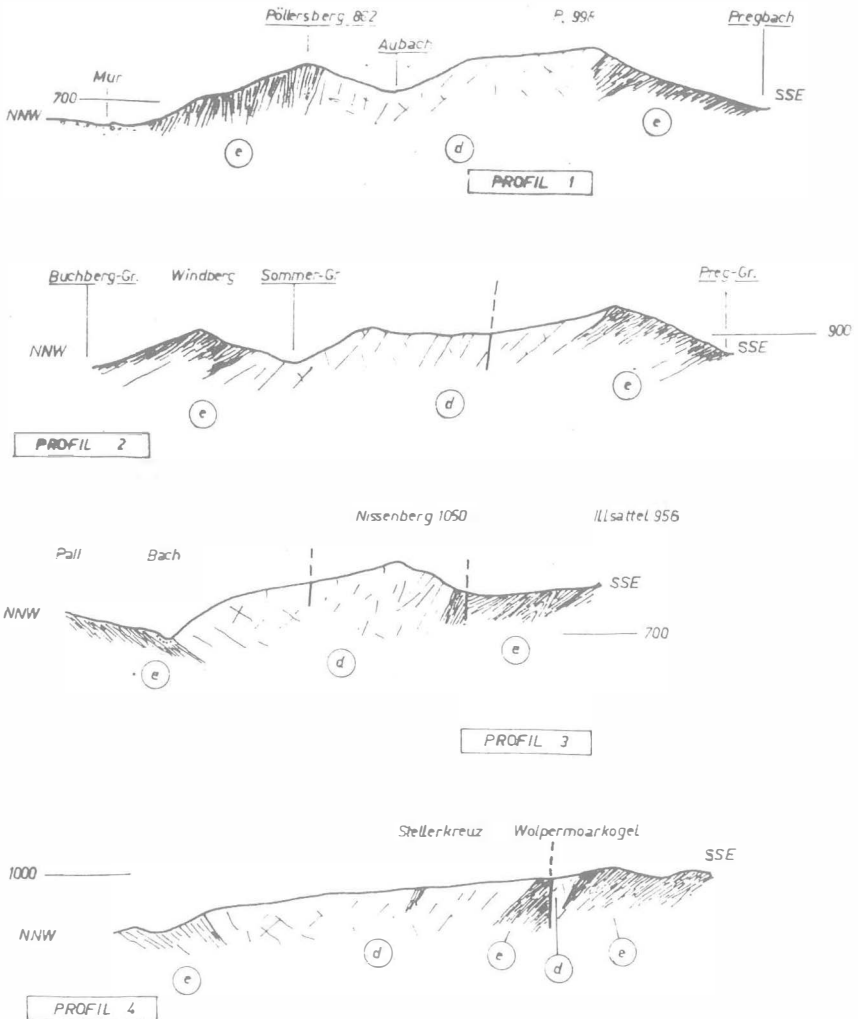 Pöllersberg 862 P. 998 Pregbach
Aubach
Mur
700
NNW SSE
e d e
PROFIL 1
Buchberg-Gr. Windberg Sommer-Gr Preg-Gr.
900
NNW SSE
e d e
PROFIL 2
Nissenberg 1050 Illsattel 956
Pall Bach
SSE
NNW
700
e d e
PROFIL 3
Stellerkreuz Wolpermoarkogel
SSE
1000
NNW
e d e d e
PROFIL 4